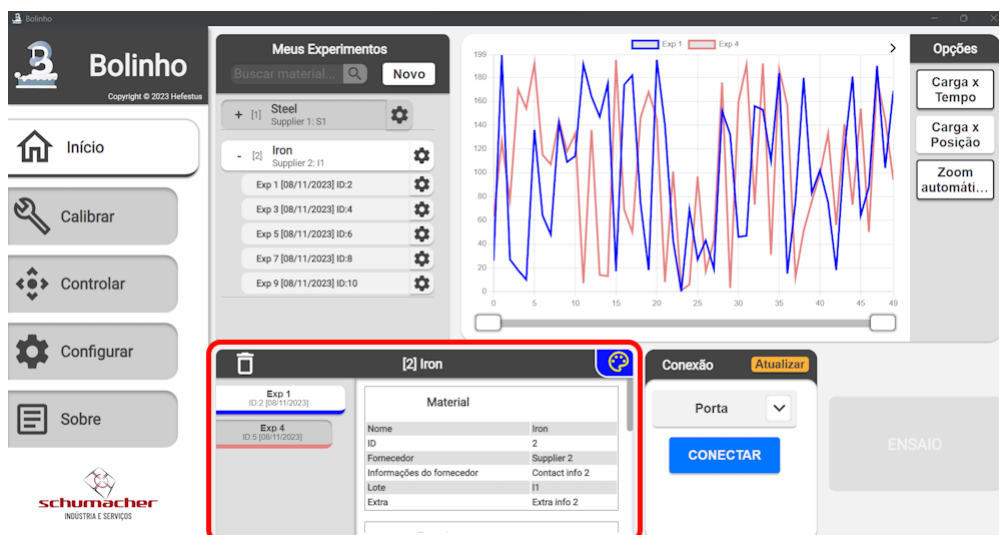 Bolinho
Bolinho
Copyright © 2023 Hefestus
Início
Calibrar
Controlar
Configurar
Sobre
schumacher
INDÚSTRIA E SERVIÇOS
Meus Experimentos
Buscar material...
Novo
+ [1] Steel
Supplier 1: S1
- [2] Iron
Supplier 2: I1
Exp 1 [08/11/2023] ID:2
Exp 3 [08/11/2023] ID:4
Exp 5 [08/11/2023] ID:6
Exp 7 [08/11/2023] ID:8
Exp 9 [08/11/2023] ID:10
Exp 1 Exp 4
199
180
160
140
120
100
80
60
40
20
0
0 5 10 15 20 25 30 35 40 45 49
Opções
Carga x
Tempo
Carga x
Posição
Zoom
automáti...
[2] Iron
Exp 1
ID:2 [08/11/2023]
Exp 4
ID:5 [08/11/2023]
Material
Nome Iron
ID 2
Fornecedor Supplier 2
Informações do fornecedor Contact info 2
Lote I1
Extra Extra info 2
Conexão Atualizar
Porta
CONECTAR
ENSAIO